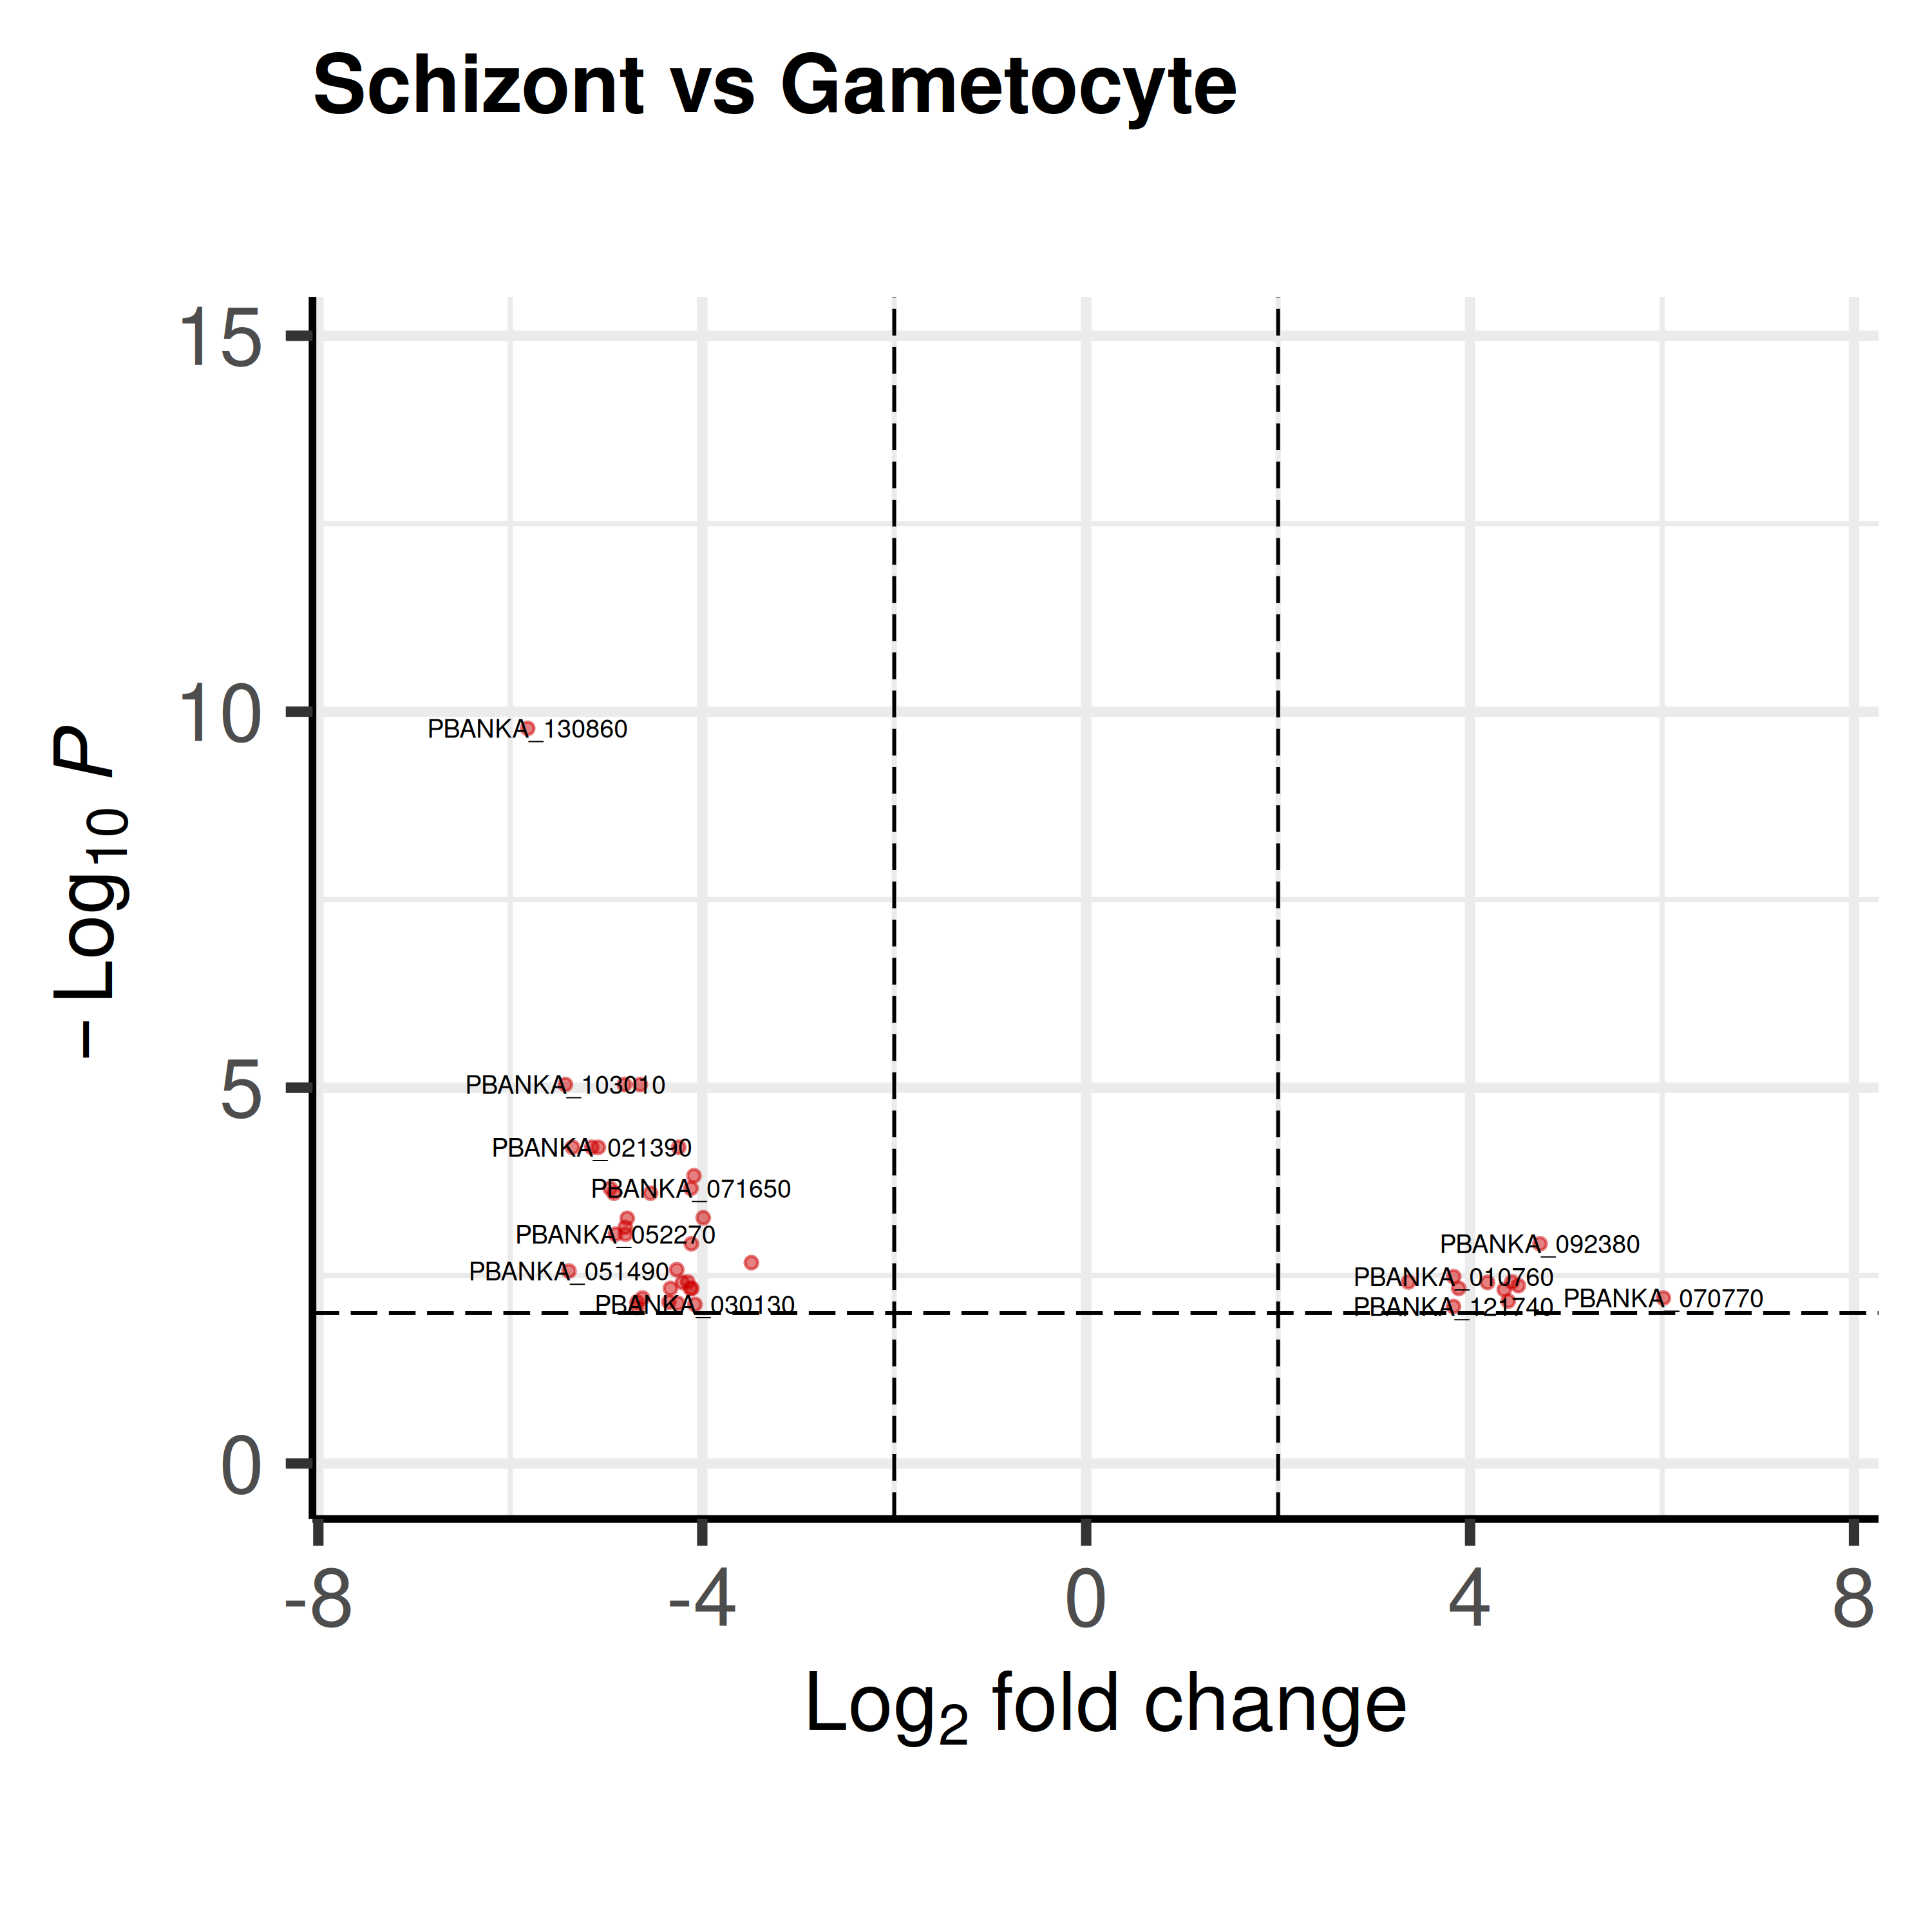 Schizont vs Gametocyte
15
10
5
0
− Log₁₀ P
PBANKA_130860
PBANKA_103010
PBANKA_021390
PBANKA_071650
PBANKA_052270
PBANKA_051490
PBANKA_030130
PBANKA_092380
PBANKA_010760
PBANKA_070770
PBANKA_121740
-8 -4 0 4 8
Log₂ fold change